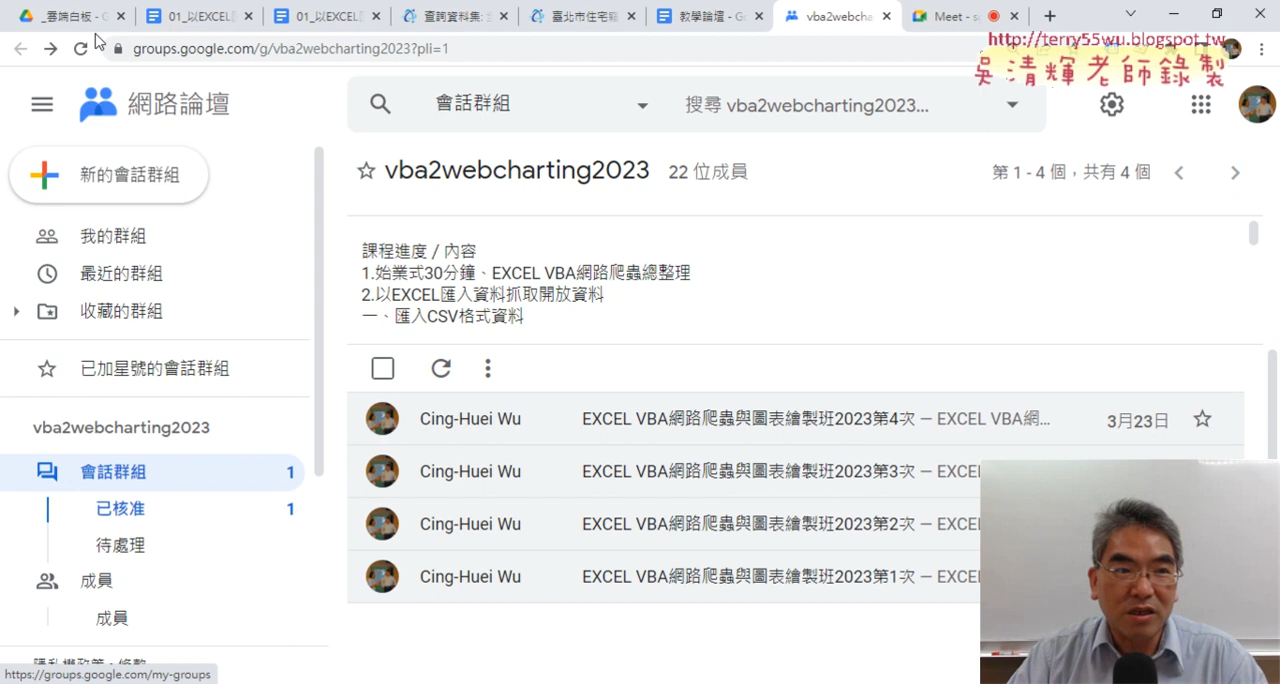 _雲端白板 - G
01_以EXCEL
01_以EXCEL
查詢資料集:
臺北市住宅竊
教學論壇 - Go
vba2webcha
Meet - s
groups.google.com/g/vba2webcharting2023?pli=1
http://terry55wu.blogspot.tw
吳清輝老師錄製
網路論壇
會話群組
搜尋 vba2webcharting2023...
新的會話群組
我的群組
最近的群組
收藏的群組
已加星號的會話群組
vba2webcharting2023
會話群組 1
已核准 1
待處理
成員
成員
隱私權政策 · 條款
https://groups.google.com/my-groups
vba2webcharting2023 22 位成員
第 1 - 4 個，共有 4 個
課程進度 / 內容
1.始業式30分鐘、EXCEL VBA網路爬蟲總整理
2.以EXCEL匯入資料抓取開放資料
一、匯入CSV格式資料
Cing-Huei Wu EXCEL VBA網路爬蟲與圖表繪製班2023第4次 — EXCEL VBA網... 3月23日
Cing-Huei Wu EXCEL VBA網路爬蟲與圖表繪製班2023第3次 — EXCEL
Cing-Huei Wu EXCEL VBA網路爬蟲與圖表繪製班2023第2次 — EXCEL
Cing-Huei Wu EXCEL VBA網路爬蟲與圖表繪製班2023第1次 — EXCEL